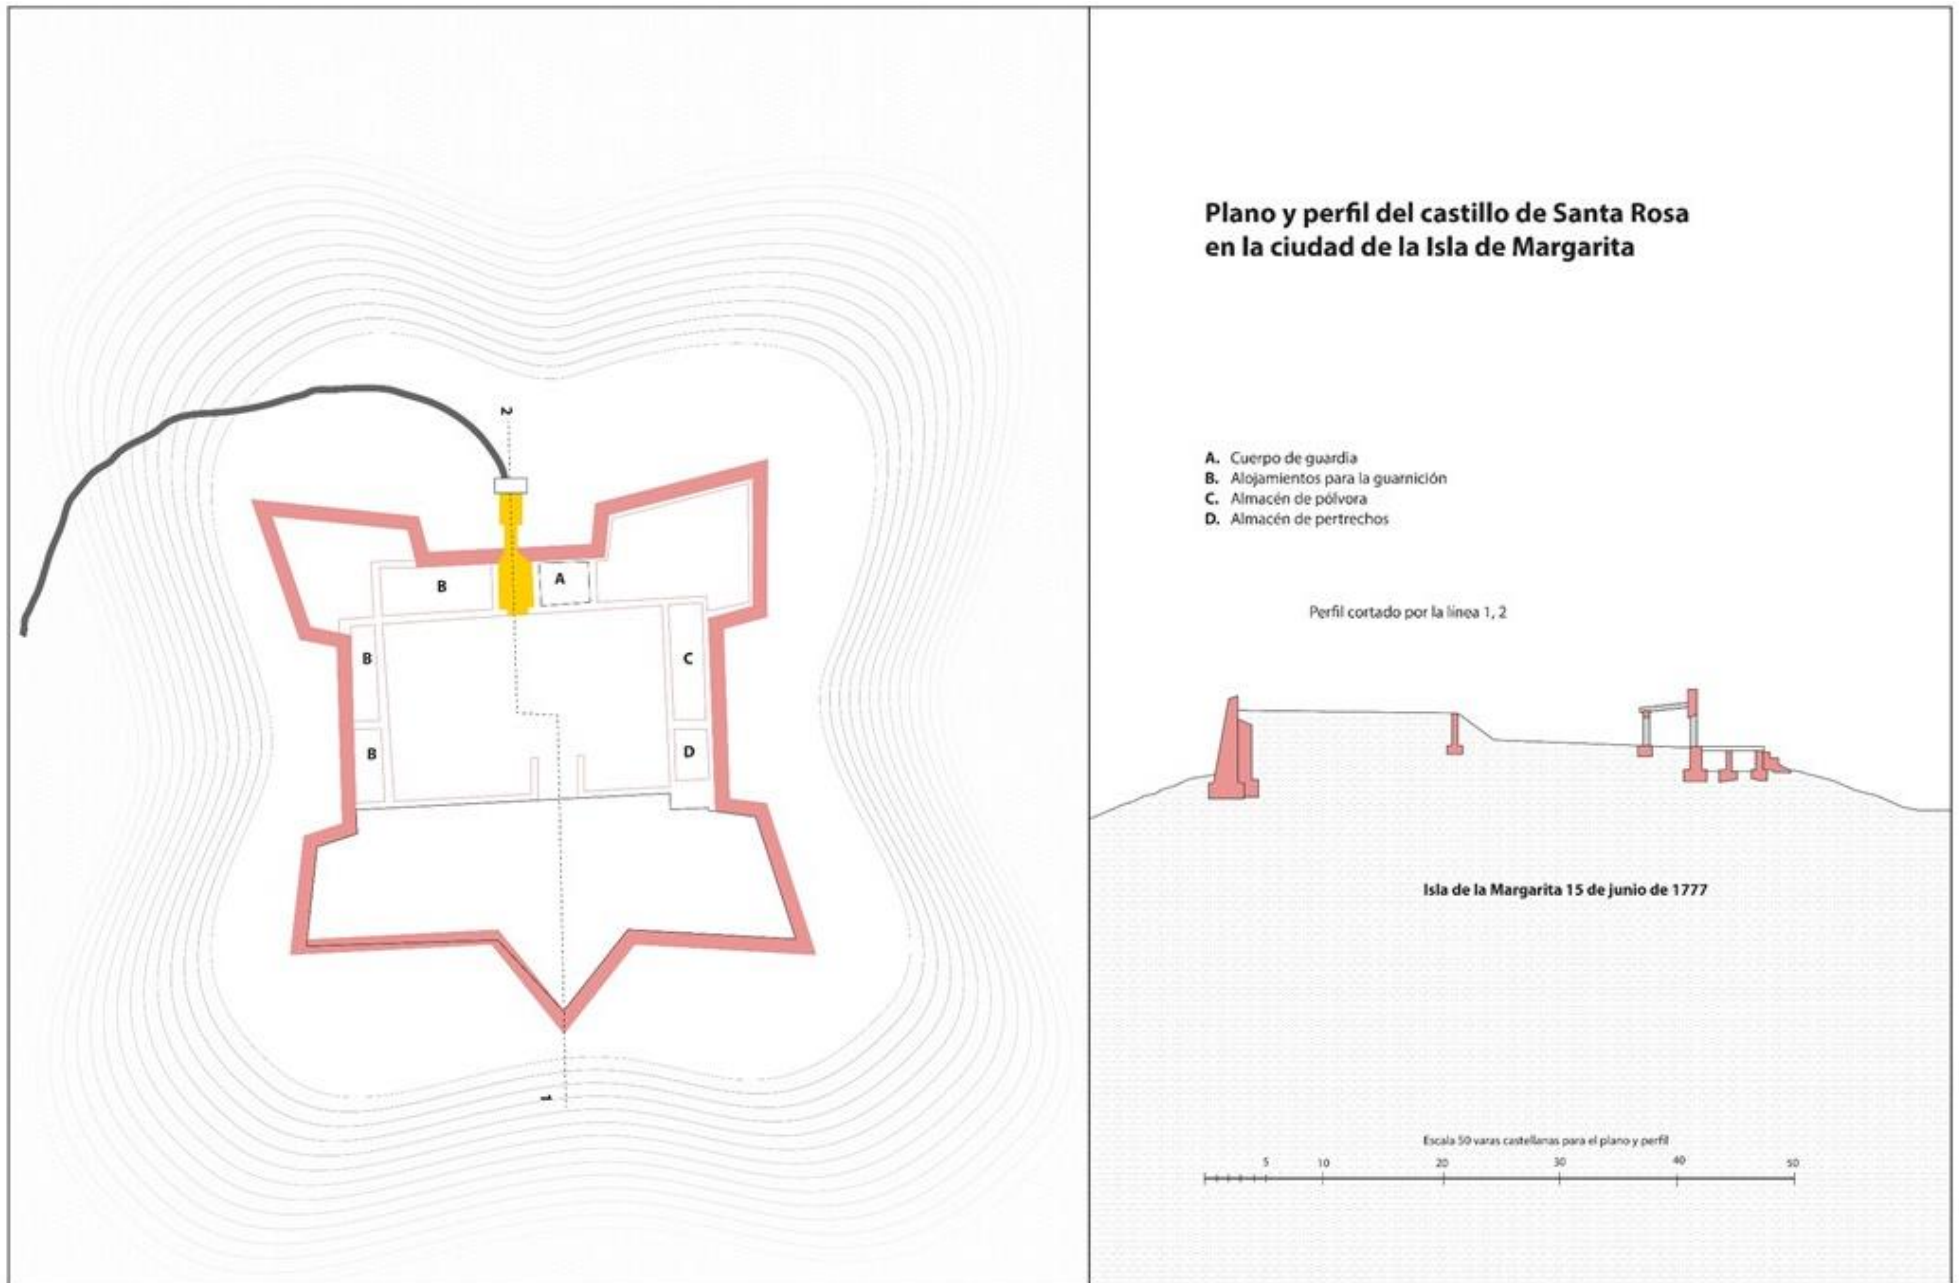 2
B
A
B
C
B
D
1
Plano y perfil del castillo de Santa Rosa
en la ciudad de la Isla de Margarita
A. Cuerpo de guardia
B. Alojamientos para la guarnición
C. Almacén de pólvora
D. Almacén de pertrechos
Perfil cortado por la línea 1, 2
Isla de la Margarita 15 de junio de 1777
Escala 50 varas castellanas para el plano y perfil
5 10 20 30 40 50